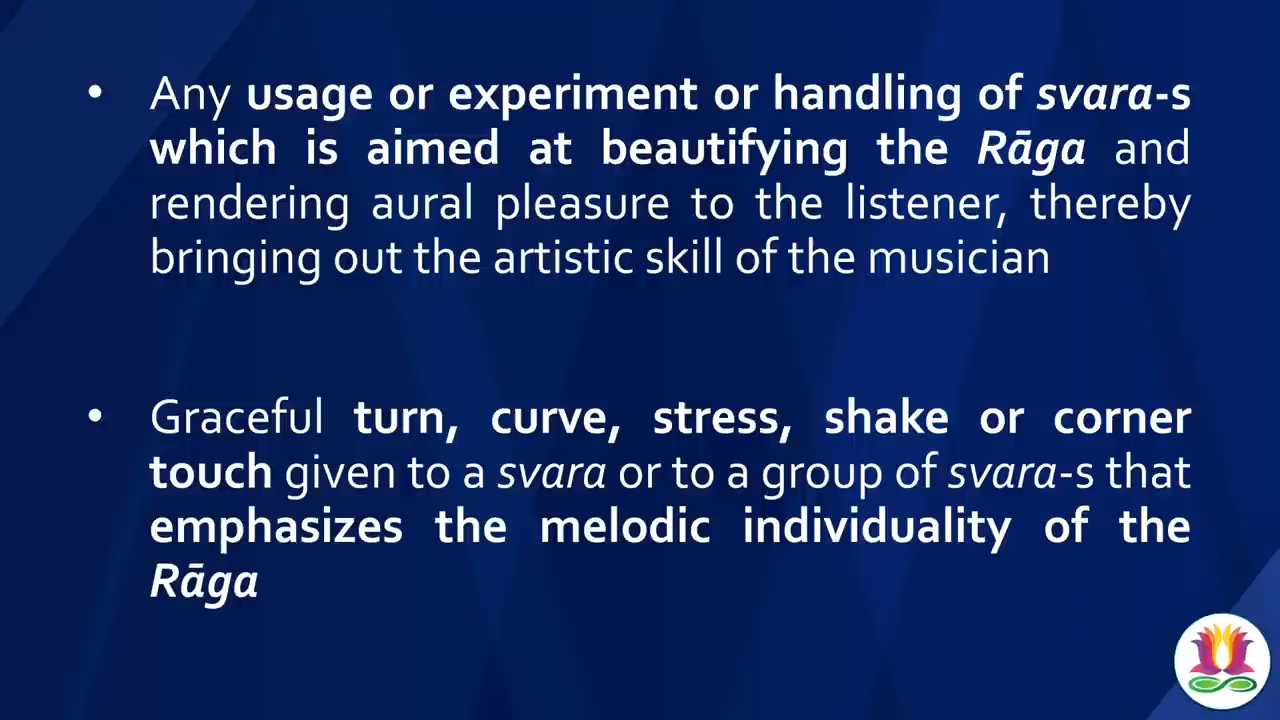 • Any usage or experiment or handling of svara-s
which is aimed at beautifying the Rāga and
rendering aural pleasure to the listener, thereby
bringing out the artistic skill of the musician
• Graceful turn, curve, stress, shake or corner
touch given to a svara or to a group of svara-s that
emphasizes the melodic individuality of the
Rāga